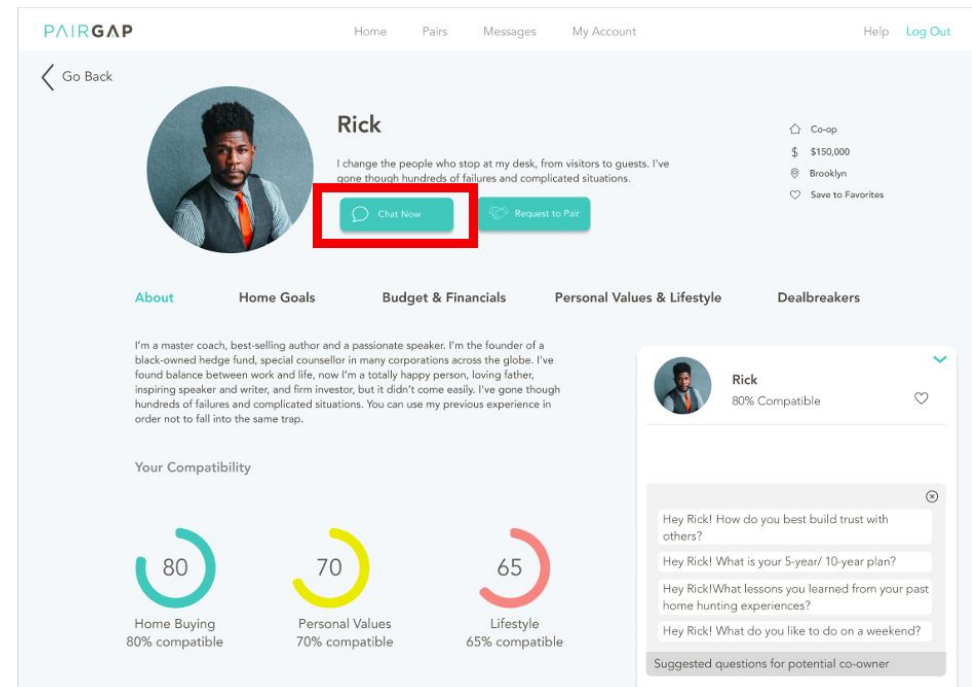 PΛIRGΛP
Home Pairs Messages My Account
Help Log Out
Go Back
Rick
I change the people who stop at my desk, from visitors to guests. I've
gone though hundreds of failures and complicated situations.
Chat Now
Request to Pair
Co-op
$ $150,000
Brooklyn
Save to Favorites
About Home Goals Budget & Financials Personal Values & Lifestyle Dealbreakers
I'm a master coach, best-selling author and a passionate speaker. I'm the founder of a
black-owned hedge fund, special counsellor in many corporations across the globe. I've
found balance between work and life, now I'm a totally happy person, loving father,
inspiring speaker and writer, and firm investor, but it didn't come easily. I've gone though
hundreds of failures and complicated situations. You can use my previous experience in
order not to fall into the same trap.
Your Compatibility
80
Home Buying
80% compatible
70
Personal Values
70% compatible
65
Lifestyle
65% compatible
Rick
80% Compatible
Hey Rick! How do you best build trust with
others?
Hey Rick! What is your 5-year/ 10-year plan?
Hey Rick!What lessons you learned from your past
home hunting experiences?
Hey Rick! What do you like to do on a weekend?
Suggested questions for potential co-owner